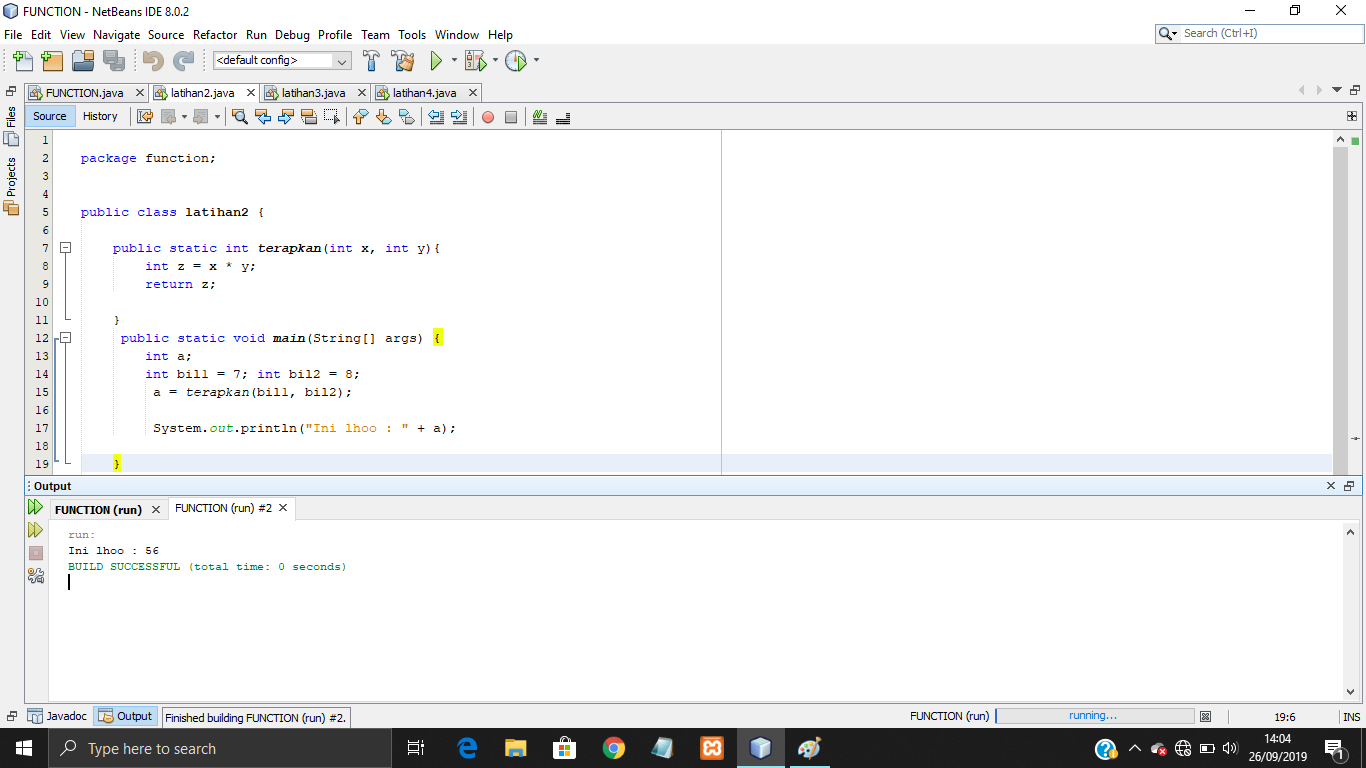 FUNCTION - NetBeans IDE 8.0.2
File Edit View Navigate Source Refactor Run Debug Profile Team Tools Window Help
Search (Ctrl+I)
<default config>
FUNCTION.java latihan2.java latihan3.java latihan4.java
Files
Projects
Source History
1
2 package function;
3
4
5 public class latihan2 {
6
7 public static int terapkan(int x, int y){
8 int z = x * y;
9 return z;
10
11 }
12 public static void main(String[] args) {
13 int a;
14 int bil1 = 7; int bil2 = 8;
15 a = terapkan(bil1, bil2);
16
17 System.out.println("Ini lhoo : " + a);
18
19 }
Output
FUNCTION (run) FUNCTION (run) #2
run:
Ini lhoo : 56
BUILD SUCCESSFUL (total time: 0 seconds)
Javadoc Output Finished building FUNCTION (run) #2. FUNCTION (run) running... 19:6 INS
Type here to search
14:04
26/09/2019
1